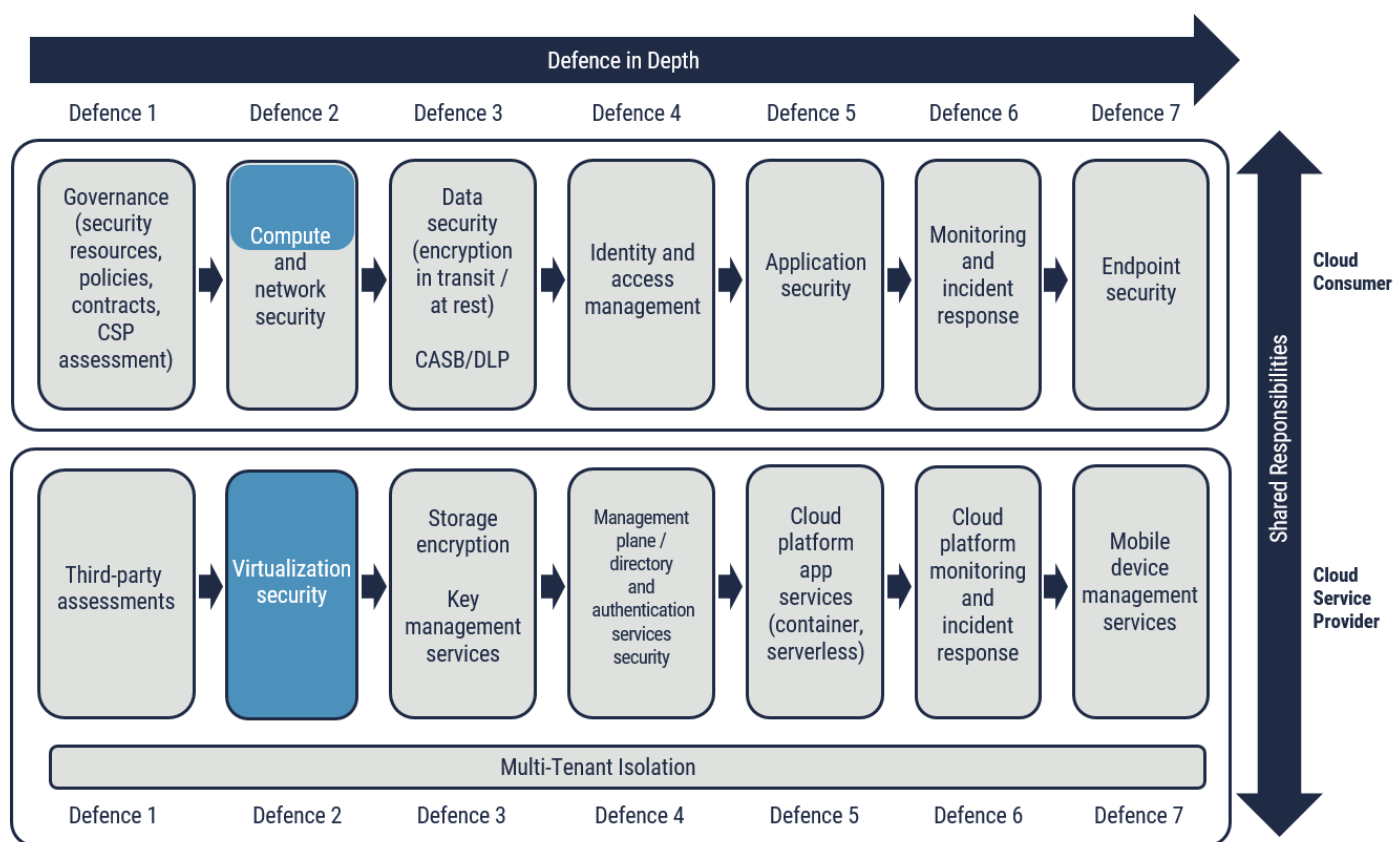 Defence in Depth
Defence 1
Defence 2
Defence 3
Defence 4
Defence 5
Defence 6
Defence 7
Governance
(security
resources,
policies,
contracts,
CSP
assessment)
Compute
and
network
security
Data
security
(encryption
in transit /
at rest)
CASB/DLP
Identity and
access
management
Application
security
Monitoring
and
incident
response
Endpoint
security
Cloud
Consumer
Shared Responsibilities
Third-party
assessments
Virtualization
security
Storage
encryption
Key
management
services
Management
plane /
directory
and
authentication
services
security
Cloud
platform
app
services
(container,
serverless)
Cloud
platform
monitoring
and
incident
response
Mobile
device
management
services
Cloud
Service
Provider
Multi-Tenant Isolation
Defence 1
Defence 2
Defence 3
Defence 4
Defence 5
Defence 6
Defence 7